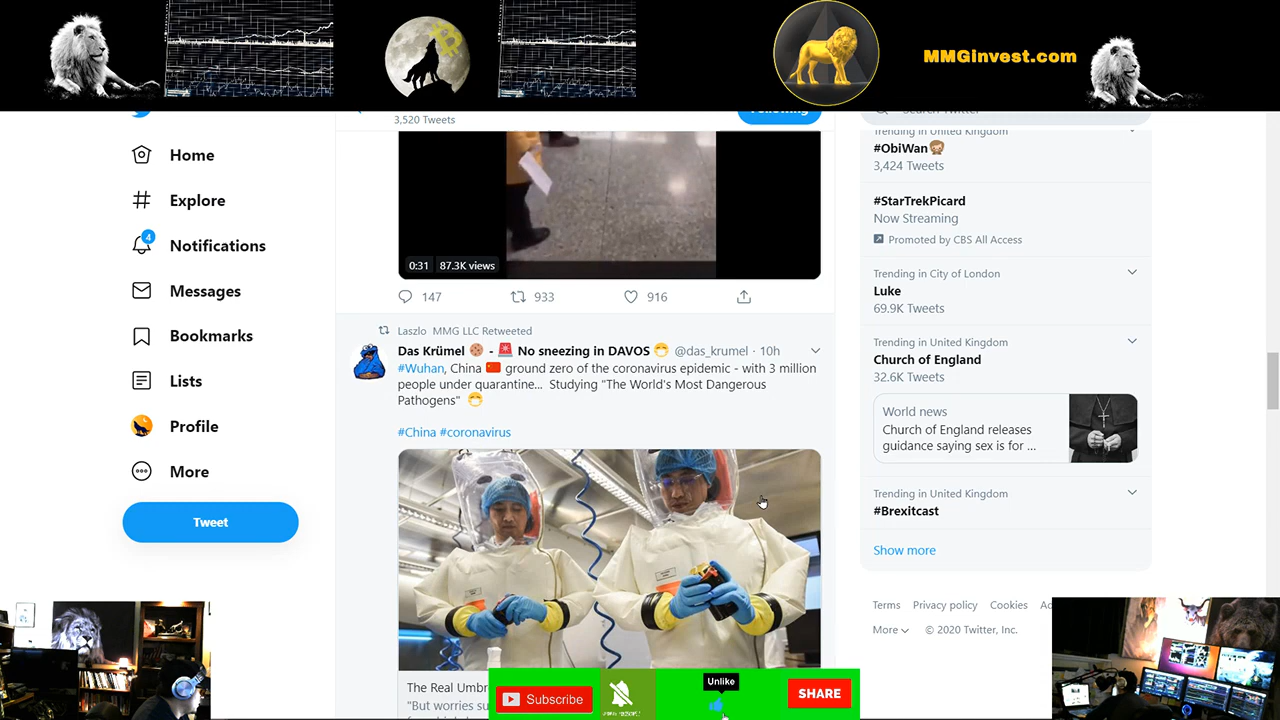 MMGinvest.com
3,520 Tweets
Home
Explore
4
Notifications
Messages
Bookmarks
Lists
Profile
More
Tweet
0:31 87.3K views
147 933 916
Laszlo MMG LLC Retweeted
Das Krümel 🍪 - 🚨 No sneezing in DAVOS 😷 @das_krumel · 10h
#Wuhan, China 🇨🇳 ground zero of the coronavirus epidemic - with 3 million
people under quarantine... Studying "The World's Most Dangerous
Pathogens" 😷
#China #coronavirus
The Real Umbr
"But worries su
Trending in United Kingdom
#ObiWan
3,424 Tweets
#StarTrekPicard
Now Streaming
Promoted by CBS All Access
Trending in City of London
Luke
69.9K Tweets
Trending in United Kingdom
Church of England
32.6K Tweets
World news
Church of England releases
guidance saying sex is for ...
Trending in United Kingdom
#Brexitcast
Show more
Terms Privacy policy Cookies
More © 2020 Twitter, Inc.
Subscribe
Unlike
SHARE